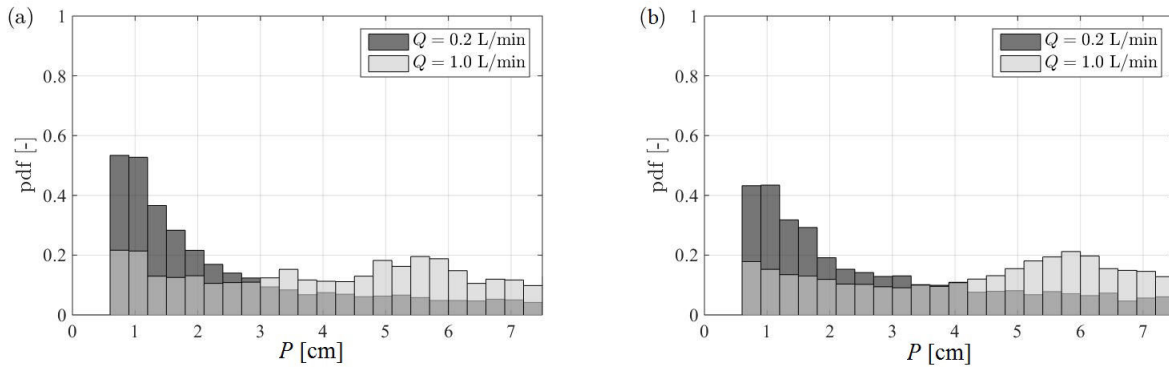 (a)
1
0.8
0.6
0.4
0.2
0
pdf [-]
Q = 0.2 L/min
Q = 1.0 L/min
0 1 2 3 4 5 6 7
P [cm]
(b)
1
0.8
0.6
0.4
0.2
0
pdf [-]
Q = 0.2 L/min
Q = 1.0 L/min
0 1 2 3 4 5 6 7
P [cm]